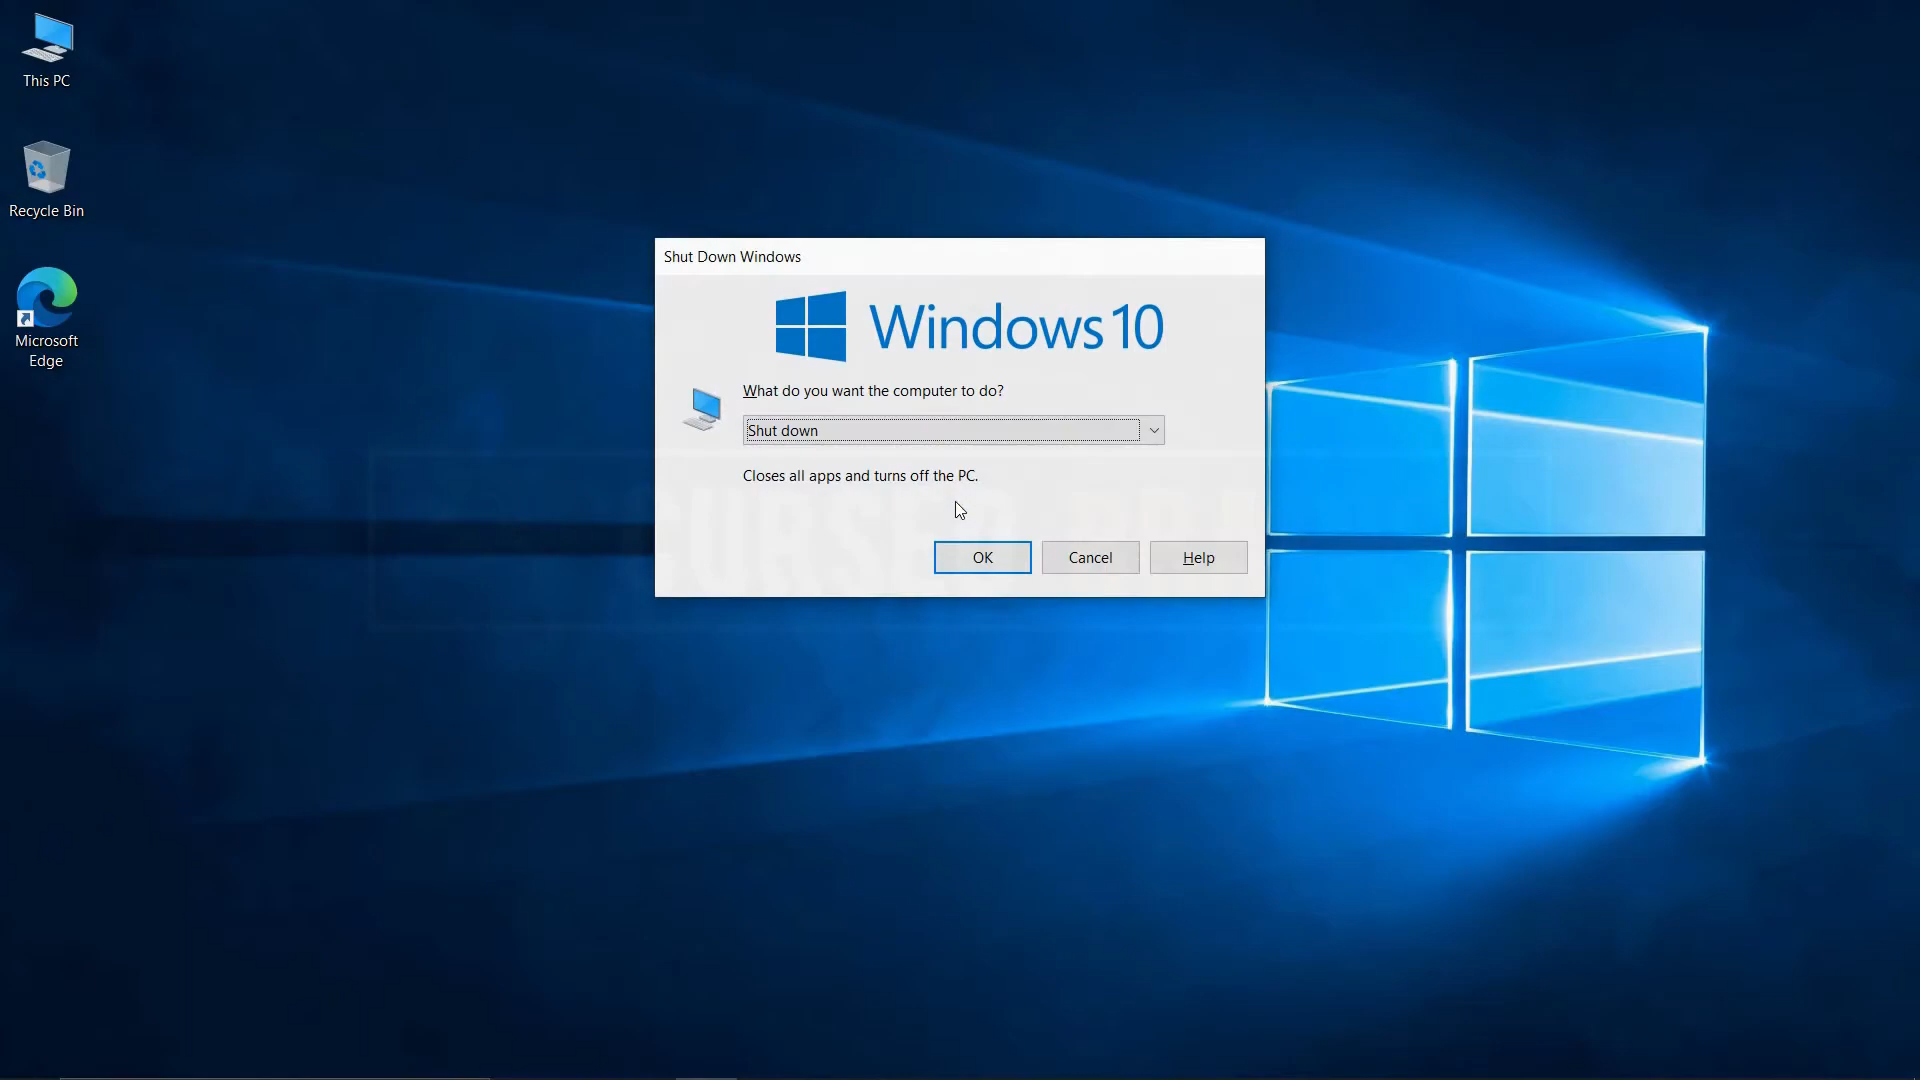 This PC
Recycle Bin
Microsoft
Edge
Shut Down Windows
Windows 10
What do you want the computer to do?
Shut down
Closes all apps and turns off the PC.
CURSED
OK
Cancel
Help